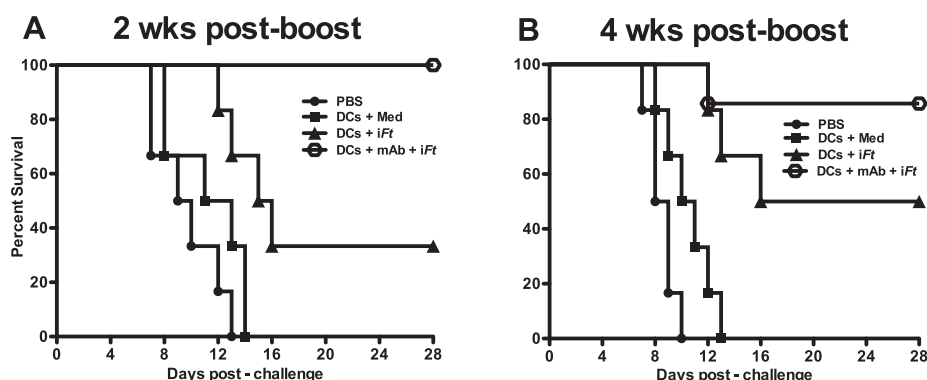 A 2 wks post-boost
Percent Survival
100
80
60
40
20
0
PBS
DCs + Med
DCs + iFt
DCs + mAb + iFt
0 4 8 12 16 20 24 28
Days post - challenge
B 4 wks post-boost
100
80
60
40
20
0
PBS
DCs + Med
DCs + iFt
DCs + mAb + iFt
0 4 8 12 16 20 24 28
Days post - challenge